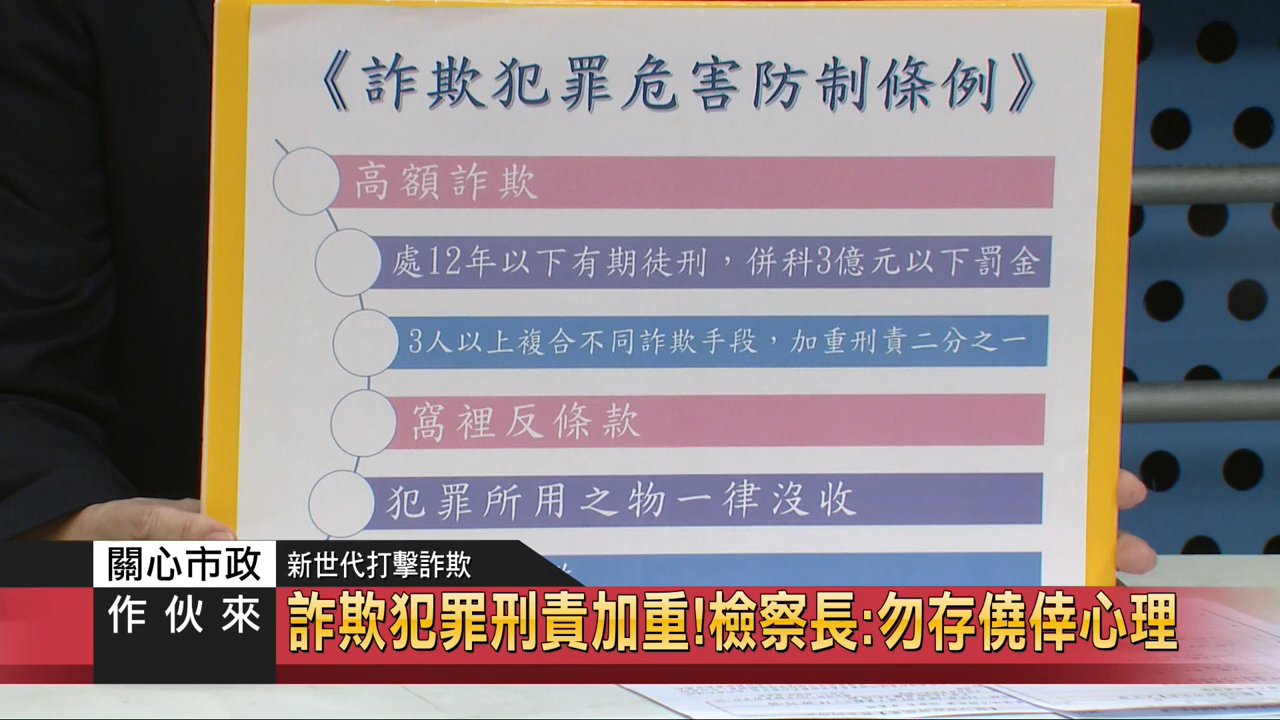 《詐欺犯罪危害防制條例》
高額詐欺
處12年以下有期徒刑，併科3億元以下罰金
3人以上複合不同詐欺手段，加重刑責二分之一
窩裡反條款
犯罪所用之物一律沒收
關心市政
作伙來
新世代打擊詐欺
詐欺犯罪刑責加重!檢察長:勿存僥倖心理